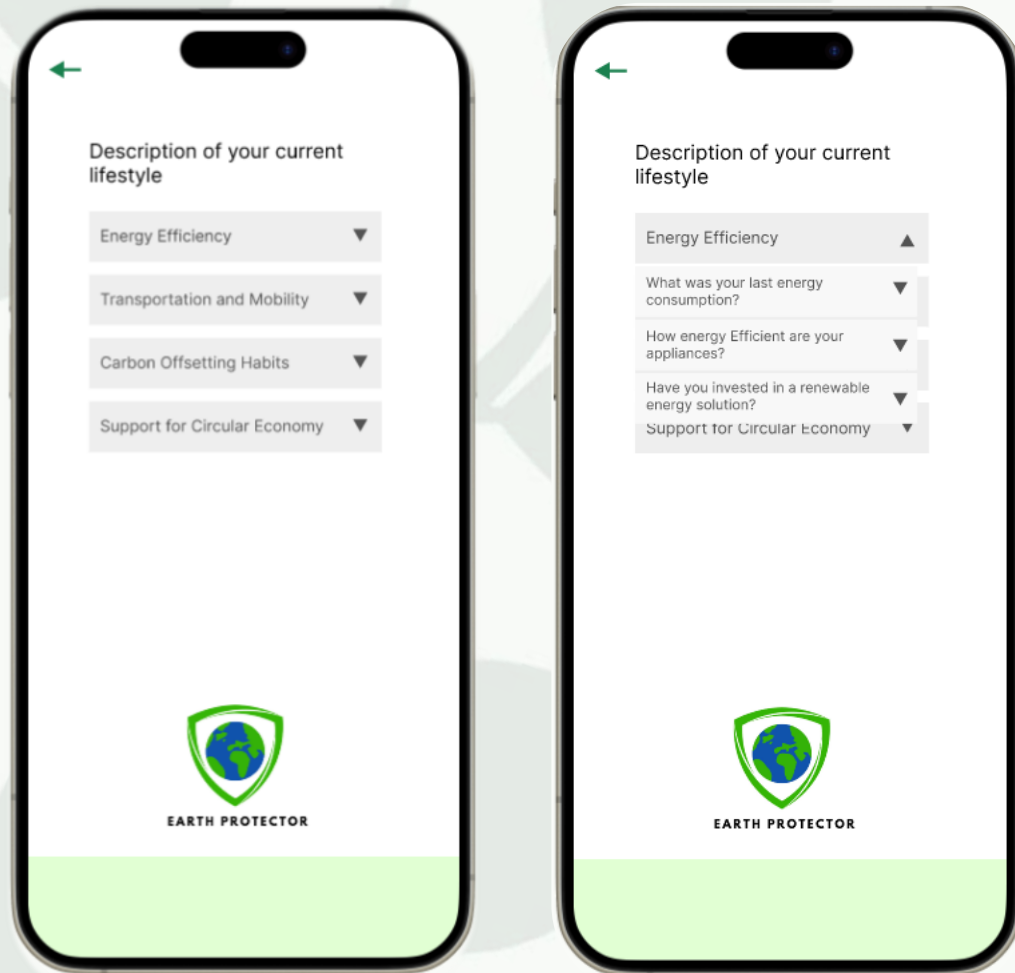 Description of your current
lifestyle
Energy Efficiency
Transportation and Mobility
Carbon Offsetting Habits
Support for Circular Economy
EARTH PROTECTOR
Description of your current
lifestyle
Energy Efficiency
What was your last energy
consumption?
How energy Efficient are your
appliances?
Have you invested in a renewable
energy solution?
Support for Circular Economy
EARTH PROTECTOR